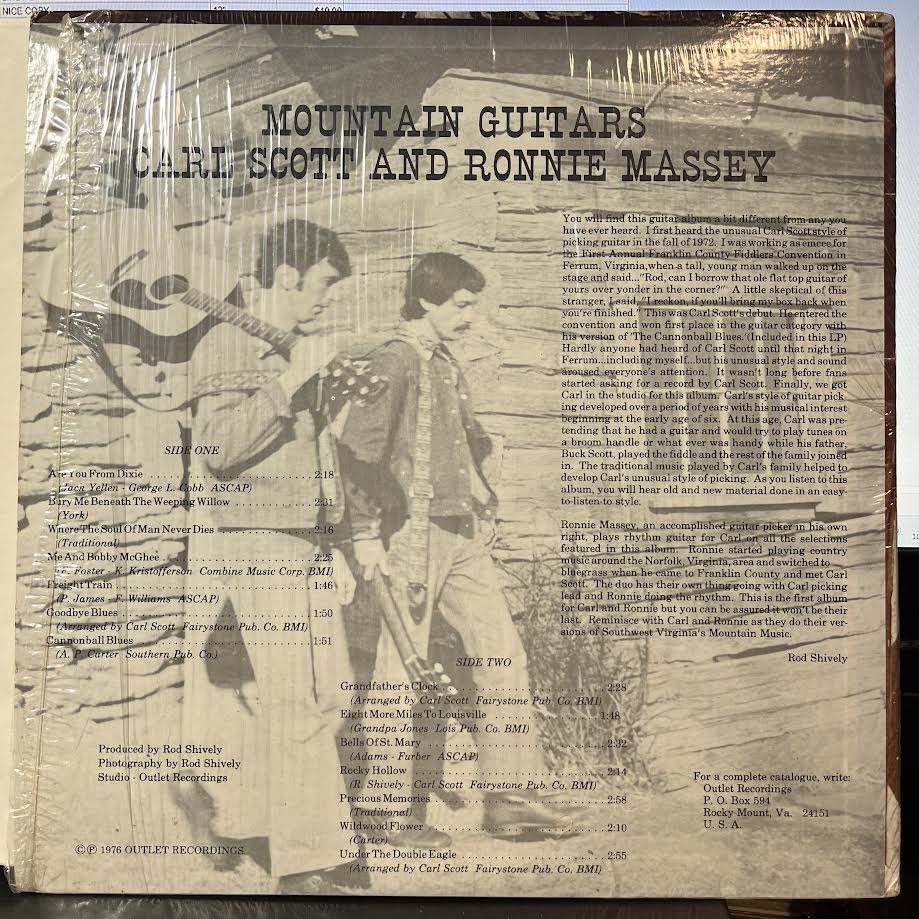 NICE COPY
12"
$10.00
MOUNTAIN GUITARS
CARL SCOTT AND RONNIE MASSEY
You will find this guitar album a bit different from any you
have ever heard. I first heard the unusual Carl Scott style of
picking guitar in the fall of 1972. I was working as emcee for
the First Annual Franklin County Fiddlers Convention in
Ferrum, Virginia,when a tall, young man walked up on the
stage and said..."Rod, can I borrow that ole flat top guitar of
yours over yonder in the corner?" A little skeptical of this
stranger, I said, "I reckon, if you'll bring my box back when
you're finished." This was Carl Scott's debut. He entered the
convention and won first place in the guitar category with
his version of 'The Cannonball Blues.'(Included in this LP)
Hardly anyone had heard of Carl Scott until that night in
Ferrum...including myself...but his unusual style and sound
aroused everyone's attention. It wasn't long before fans
started asking for a record by Carl Scott. Finally, we got
Carl in the studio for this album. Carl's style of guitar pick-
ing developed over a period of years with his musical interest
beginning at the early age of six. At this age, Carl was pre-
tending that he had a guitar and would try to play tunes on
a broom handle or what ever was handy while his father,
Buck Scott, played the fiddle and the rest of the family joined
in. The traditional music played by Carl's family helped to
develop Carl's unusual style of picking. As you listen to this
album, you will hear old and new material done in an easy-
to-listen-to style.
Ronnie Massey, an accomplished guitar picker in his own
right, plays rhythm guitar for Carl on all the selections
featured in this album. Ronnie started playing country
music around the Norfolk, Virginia, area and switched to
bluegrass when he came to Franklin County and met Carl
Scott. The duo has their own thing going with Carl picking
lead and Ronnie doing the rhythm. This is the first album
for Carl and Ronnie but you can be assured it won't be their
last. Reminisce with Carl and Ronnie as they do their ver-
sions of Southwest Virginia's Mountain Music.
Rod Shively
SIDE ONE
Are You From Dixie . . . . . . . . . . . . . . . . . . . . . 2:18
(Jack Yellen - George L. Cobb ASCAP)
Bury Me Beneath The Weeping Willow . . . . . . . . . 2:31
(York)
Where The Soul Of Man Never Dies . . . . . . . . . . . 2:16
(Traditional)
Me And Bobby McGhee . . . . . . . . . . . . . . . . . . . 2:25
(F. Foster - K. Kristofferson Combine Music Corp. BMI)
Freight Train . . . . . . . . . . . . . . . . . . . . . . . . . 1:46
(P. James - F. Williams ASCAP)
Goodbye Blues . . . . . . . . . . . . . . . . . . . . . . . . 1:50
(Arranged by Carl Scott Fairystone Pub. Co. BMI)
Cannonball Blues . . . . . . . . . . . . . . . . . . . . . . 1:51
(A. P. Carter Southern Pub. Co.)
SIDE TWO
Grandfather's Clock . . . . . . . . . . . . . . . . . . . . 2:28
(Arranged by Carl Scott Fairystone Pub. Co. BMI)
Eight More Miles To Louisville . . . . . . . . . . . . . 1:48
(Grandpa Jones Lois Pub. Co. BMI)
Bells Of St. Mary . . . . . . . . . . . . . . . . . . . . . . 2:32
(Adams - Furber ASCAP)
Rocky Hollow . . . . . . . . . . . . . . . . . . . . . . . . 2:14
(R. Shively - Carl Scott Fairystone Pub. Co. BMI)
Precious Memories . . . . . . . . . . . . . . . . . . . . . 2:58
(Traditional)
Wildwood Flower . . . . . . . . . . . . . . . . . . . . . . 2:10
(Carter)
Under The Double Eagle . . . . . . . . . . . . . . . . . . 2:55
(Arranged by Carl Scott Fairystone Pub. Co. BMI)
Produced by Rod Shively
Photography by Rod Shively
Studio - Outlet Recordings
©℗ 1976 OUTLET RECORDINGS
For a complete catalogue, write:
Outlet Recordings
P. O. Box 594
Rocky Mount, Va. 24151
U. S. A.